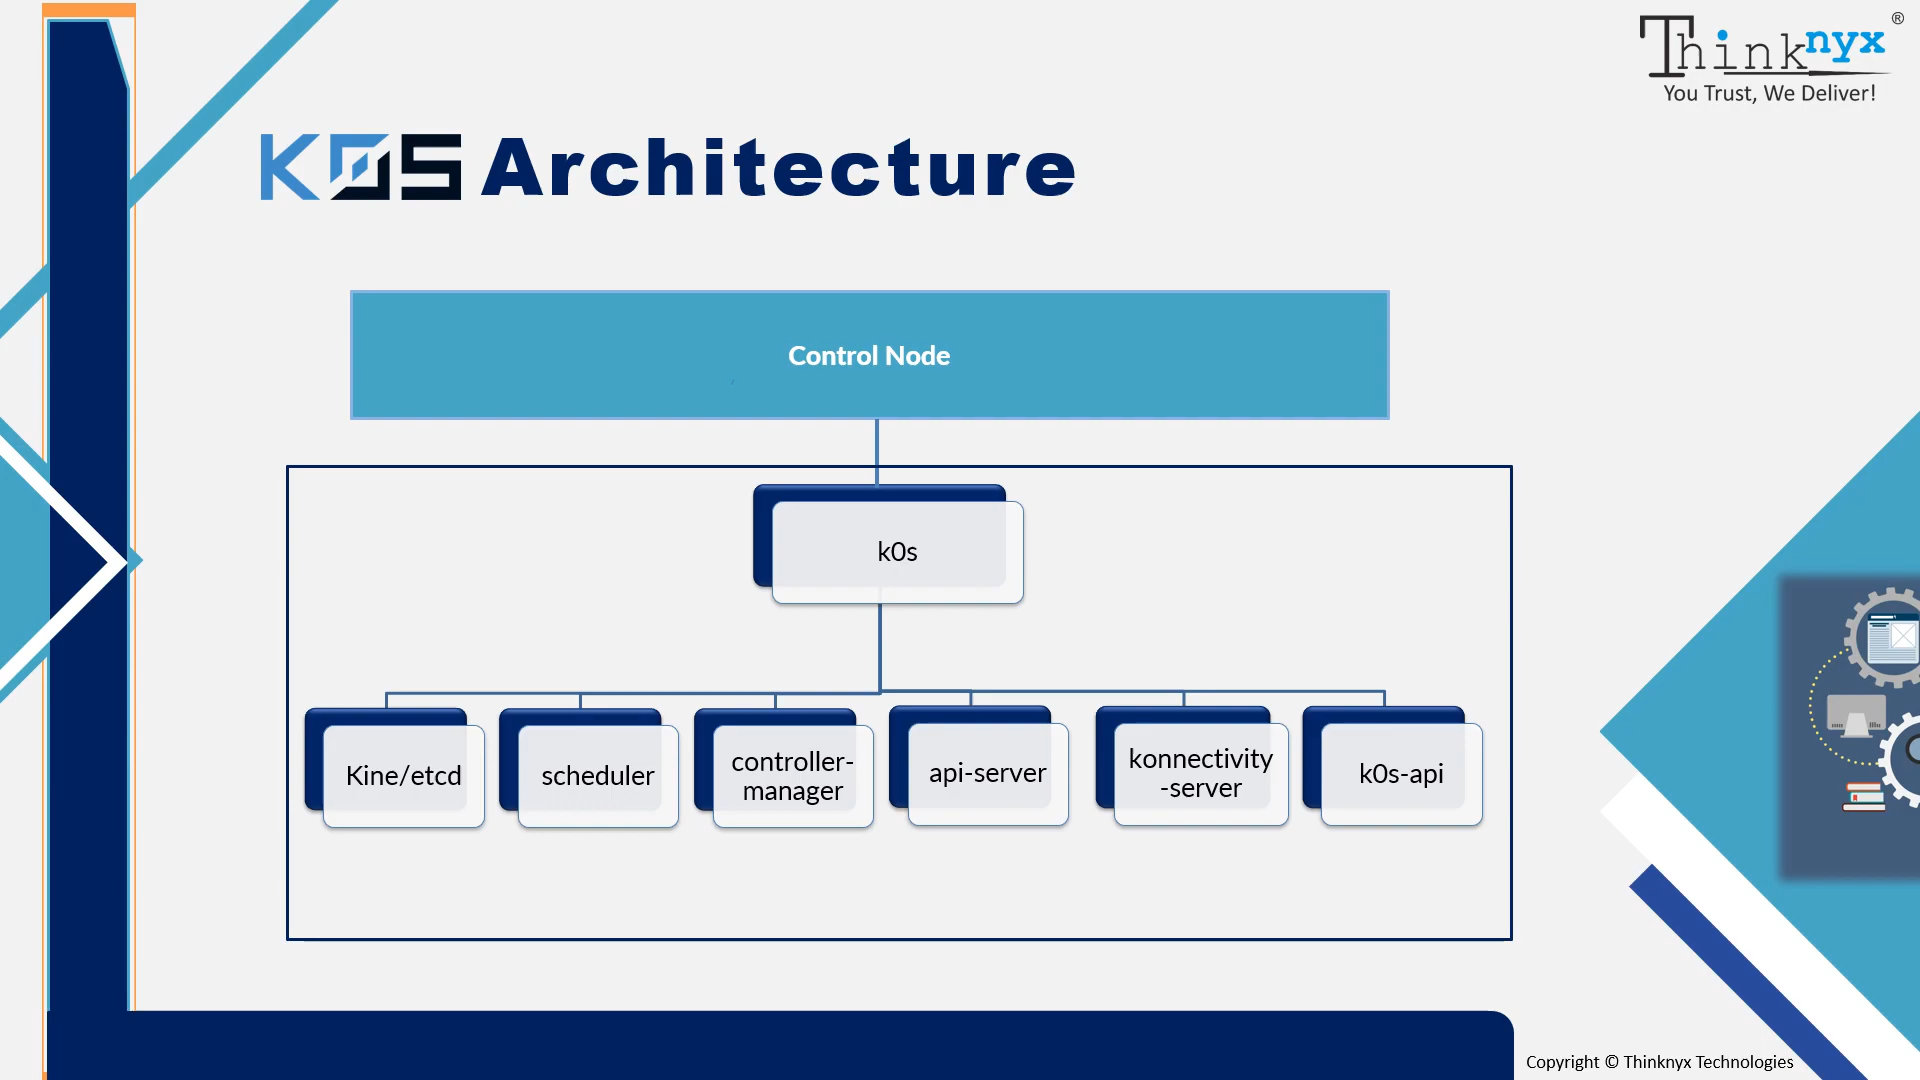 Thinknyx ®
You Trust, We Deliver!
K0S Architecture
Control Node
k0s
Kine/etcd
scheduler
controller-
manager
api-server
konnectivity
-server
k0s-api
Copyright © Thinknyx Technologies